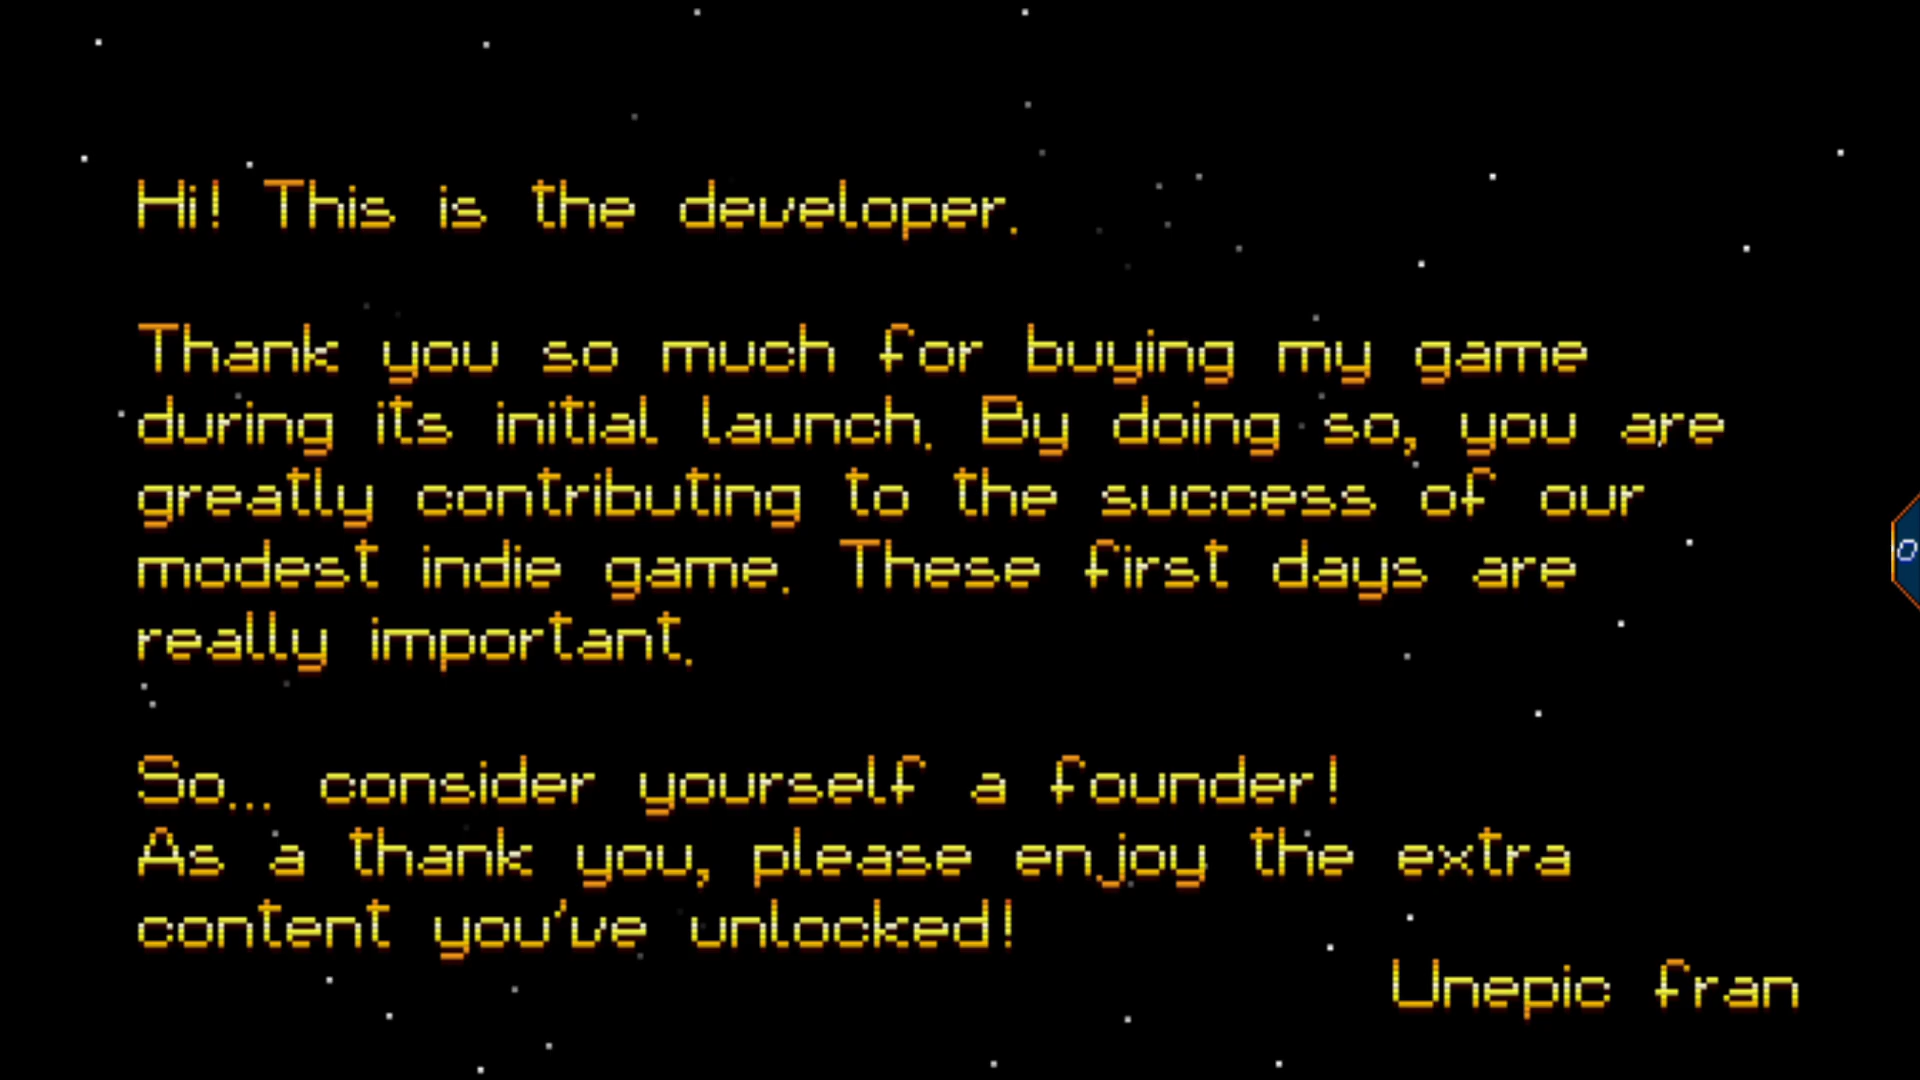 Hi! This is the developer.
Thank you so much for buying my game
during its initial launch. By doing so, you are
greatly contributing to the success of our
modest indie game. These first days are
really important.
So... consider yourself a founder!
As a thank you, please enjoy the extra
content you've unlocked!
Unepic fran